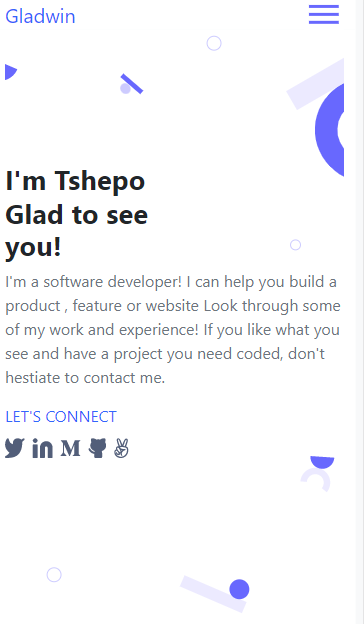 Gladwin
I'm Tshepo
Glad to see
you!
I'm a software developer! I can help you build a
product , feature or website Look through some
of my work and experience! If you like what you
see and have a project you need coded, don't
hestiate to contact me.
LET'S CONNECT